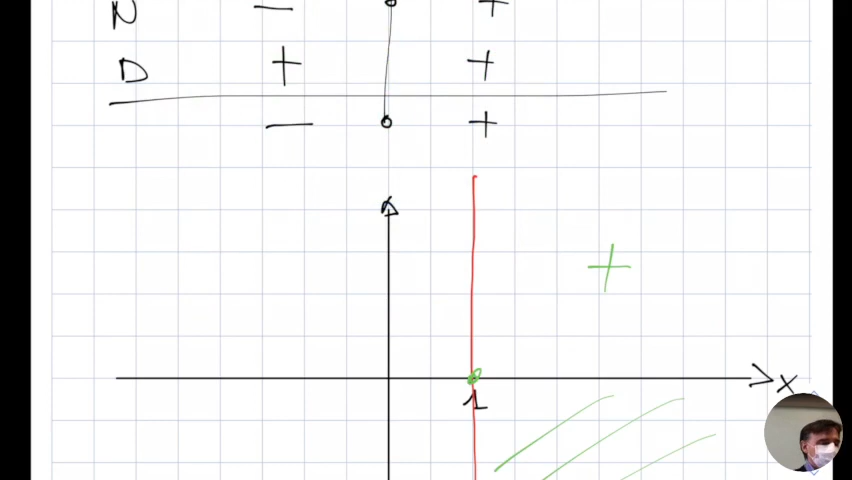 N − +
D + +
− +
+
x
1